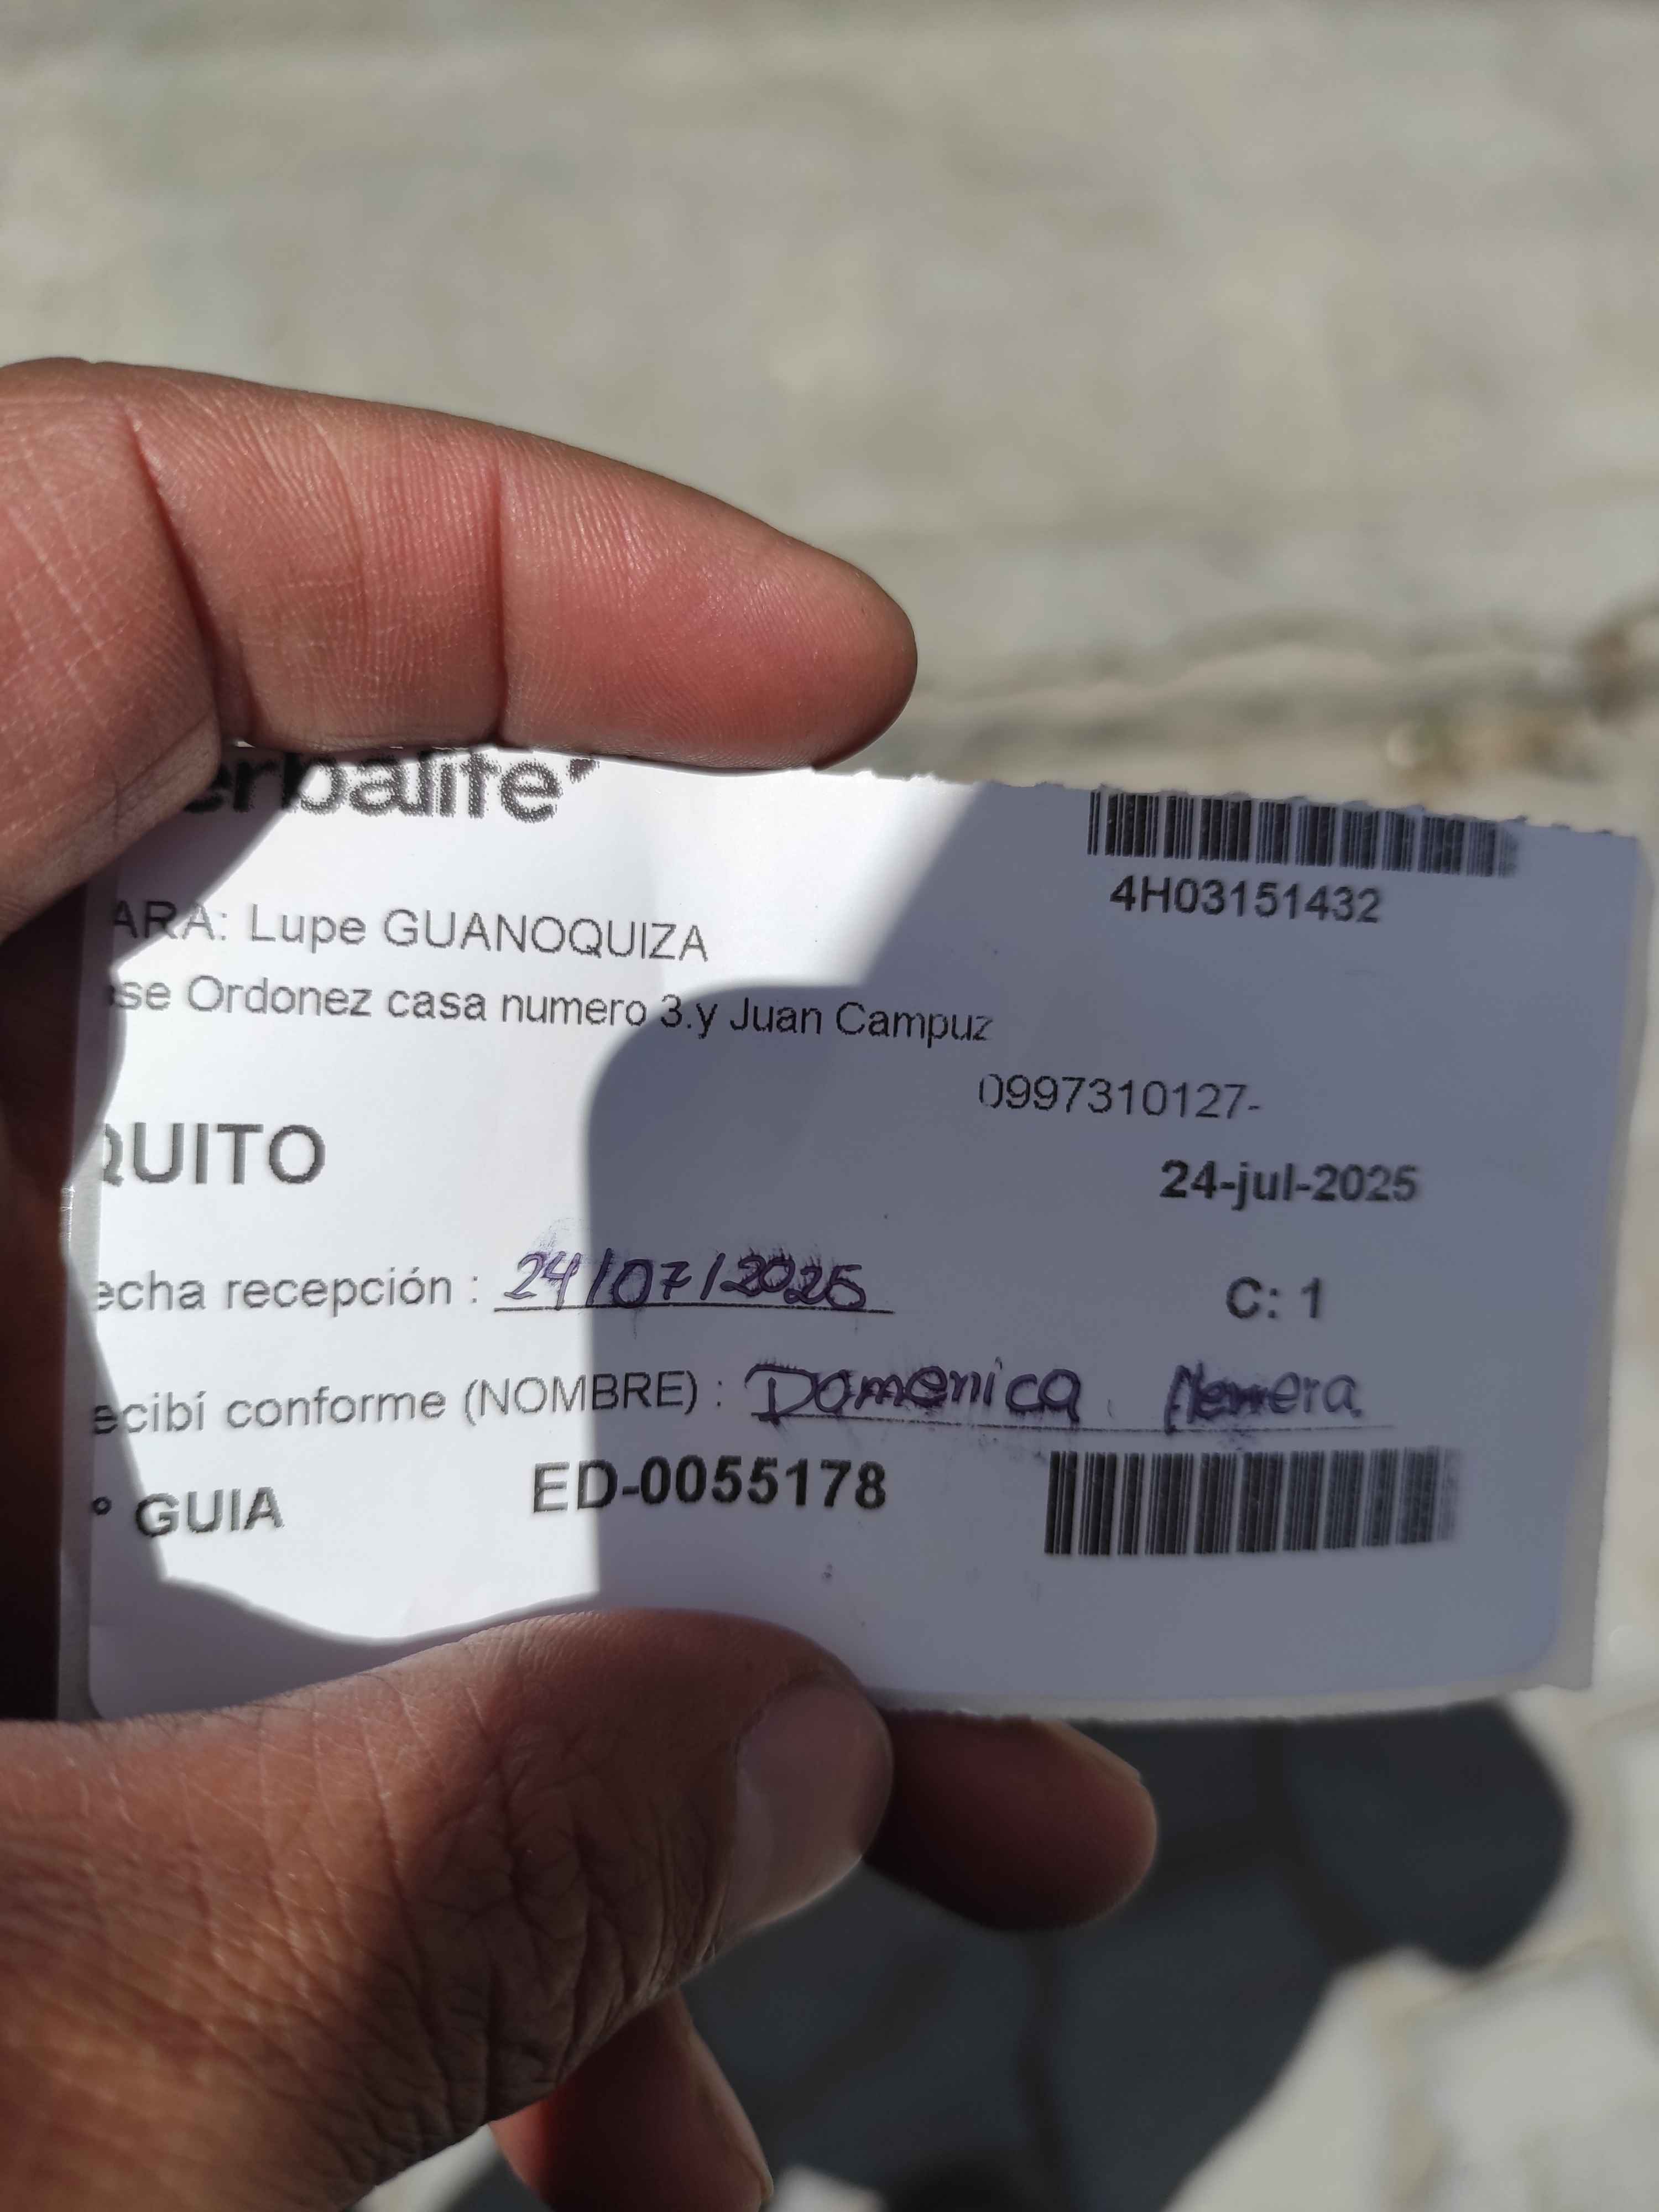 erbalife
4H03151432
ARA: Lupe GUANOQUIZA
se Ordonez casa numero 3.y Juan Campuz
0997310127-
QUITO
24-jul-2025
echa recepción : 24/07/2025
C: 1
ecibí conforme (NOMBRE) : Domenica Herrera
° GUIA ED-0055178